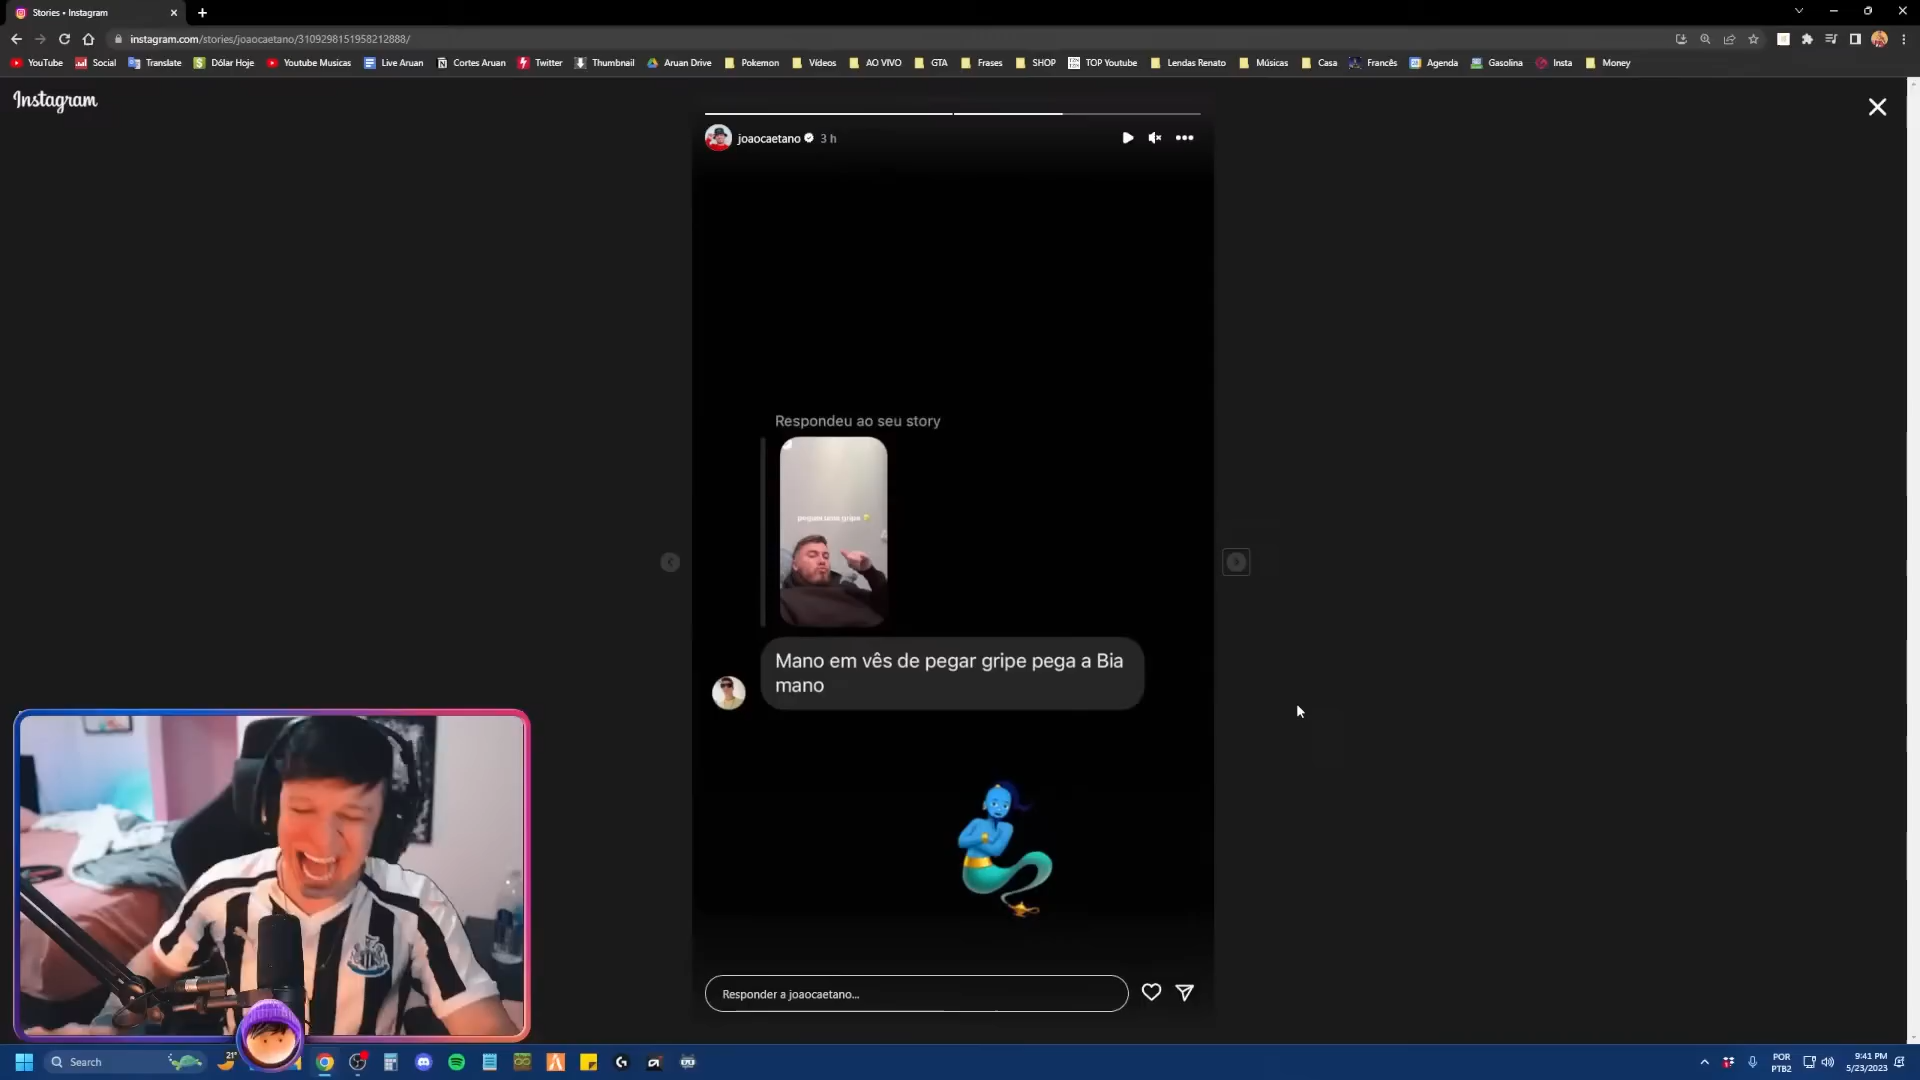 Stories • Instagram
instagram.com/stories/joaocaetano/3109298151958212888/
YouTube
Social
Translate
Dólar Hoje
Youtube Musicas
Live Aruan
Cortes Aruan
Twitter
Thumbnail
Aruan Drive
Pokemon
Vídeos
AO VIVO
GTA
Frases
SHOP
TOP Youtube
Lendas Renato
Músicas
Casa
Francês
Agenda
Gasolina
Insta
Money
Instagram
joaocaetano 3 h
Respondeu ao seu story
peguei uma gripe
Mano em vês de pegar gripe pega a Bia
mano
Responder a joaocaetano...
Search
21°
POR
PTB2
9:41 PM
5/23/2023